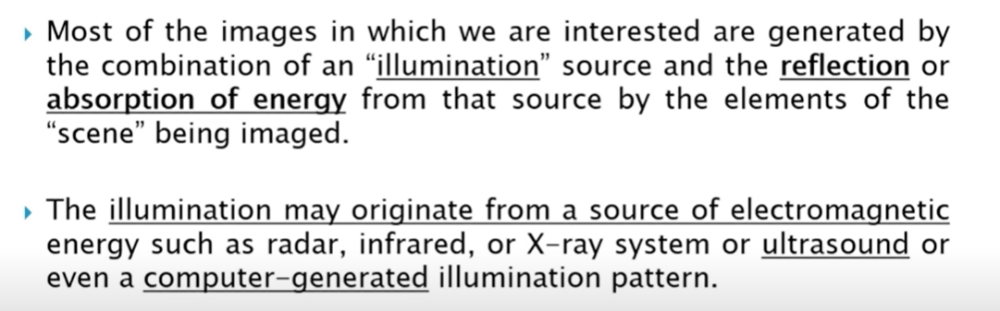 Most of the images in which we are interested are generated by
the combination of an “illumination” source and the reflection or
absorption of energy from that source by the elements of the
“scene” being imaged.
The illumination may originate from a source of electromagnetic
energy such as radar, infrared, or X-ray system or ultrasound or
even a computer-generated illumination pattern.